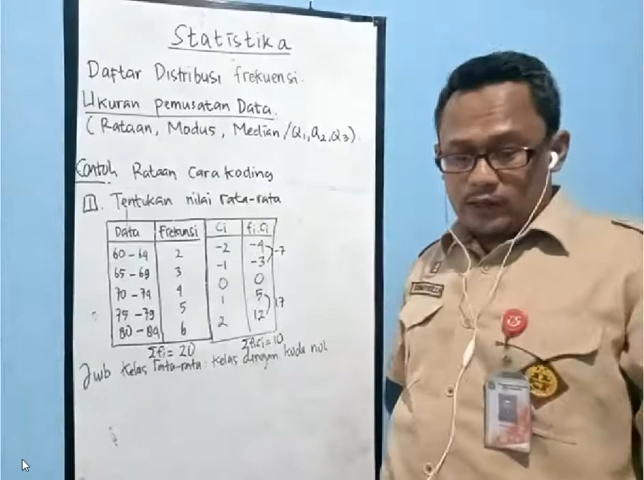 Statistika
Daftar Distribusi frekuensi.
Ukuran pemusatan Data.
(Rataan, Modus, Median/Q1, Q2, Q3).
Contoh Rataan Cara koding
1. Tentukan nilai rata-rata
Data Frekuensi Ci fi.Ci
60-64 2 -2 -4
-7
65-69 3 -1 -3
70-74 4 0 0
75-79 5 1 5
17
80-84 6 2 12
Σfi = 20 Σfi.Ci = 10
Jwb Kelas rata-rata: kelas dengan kode nol